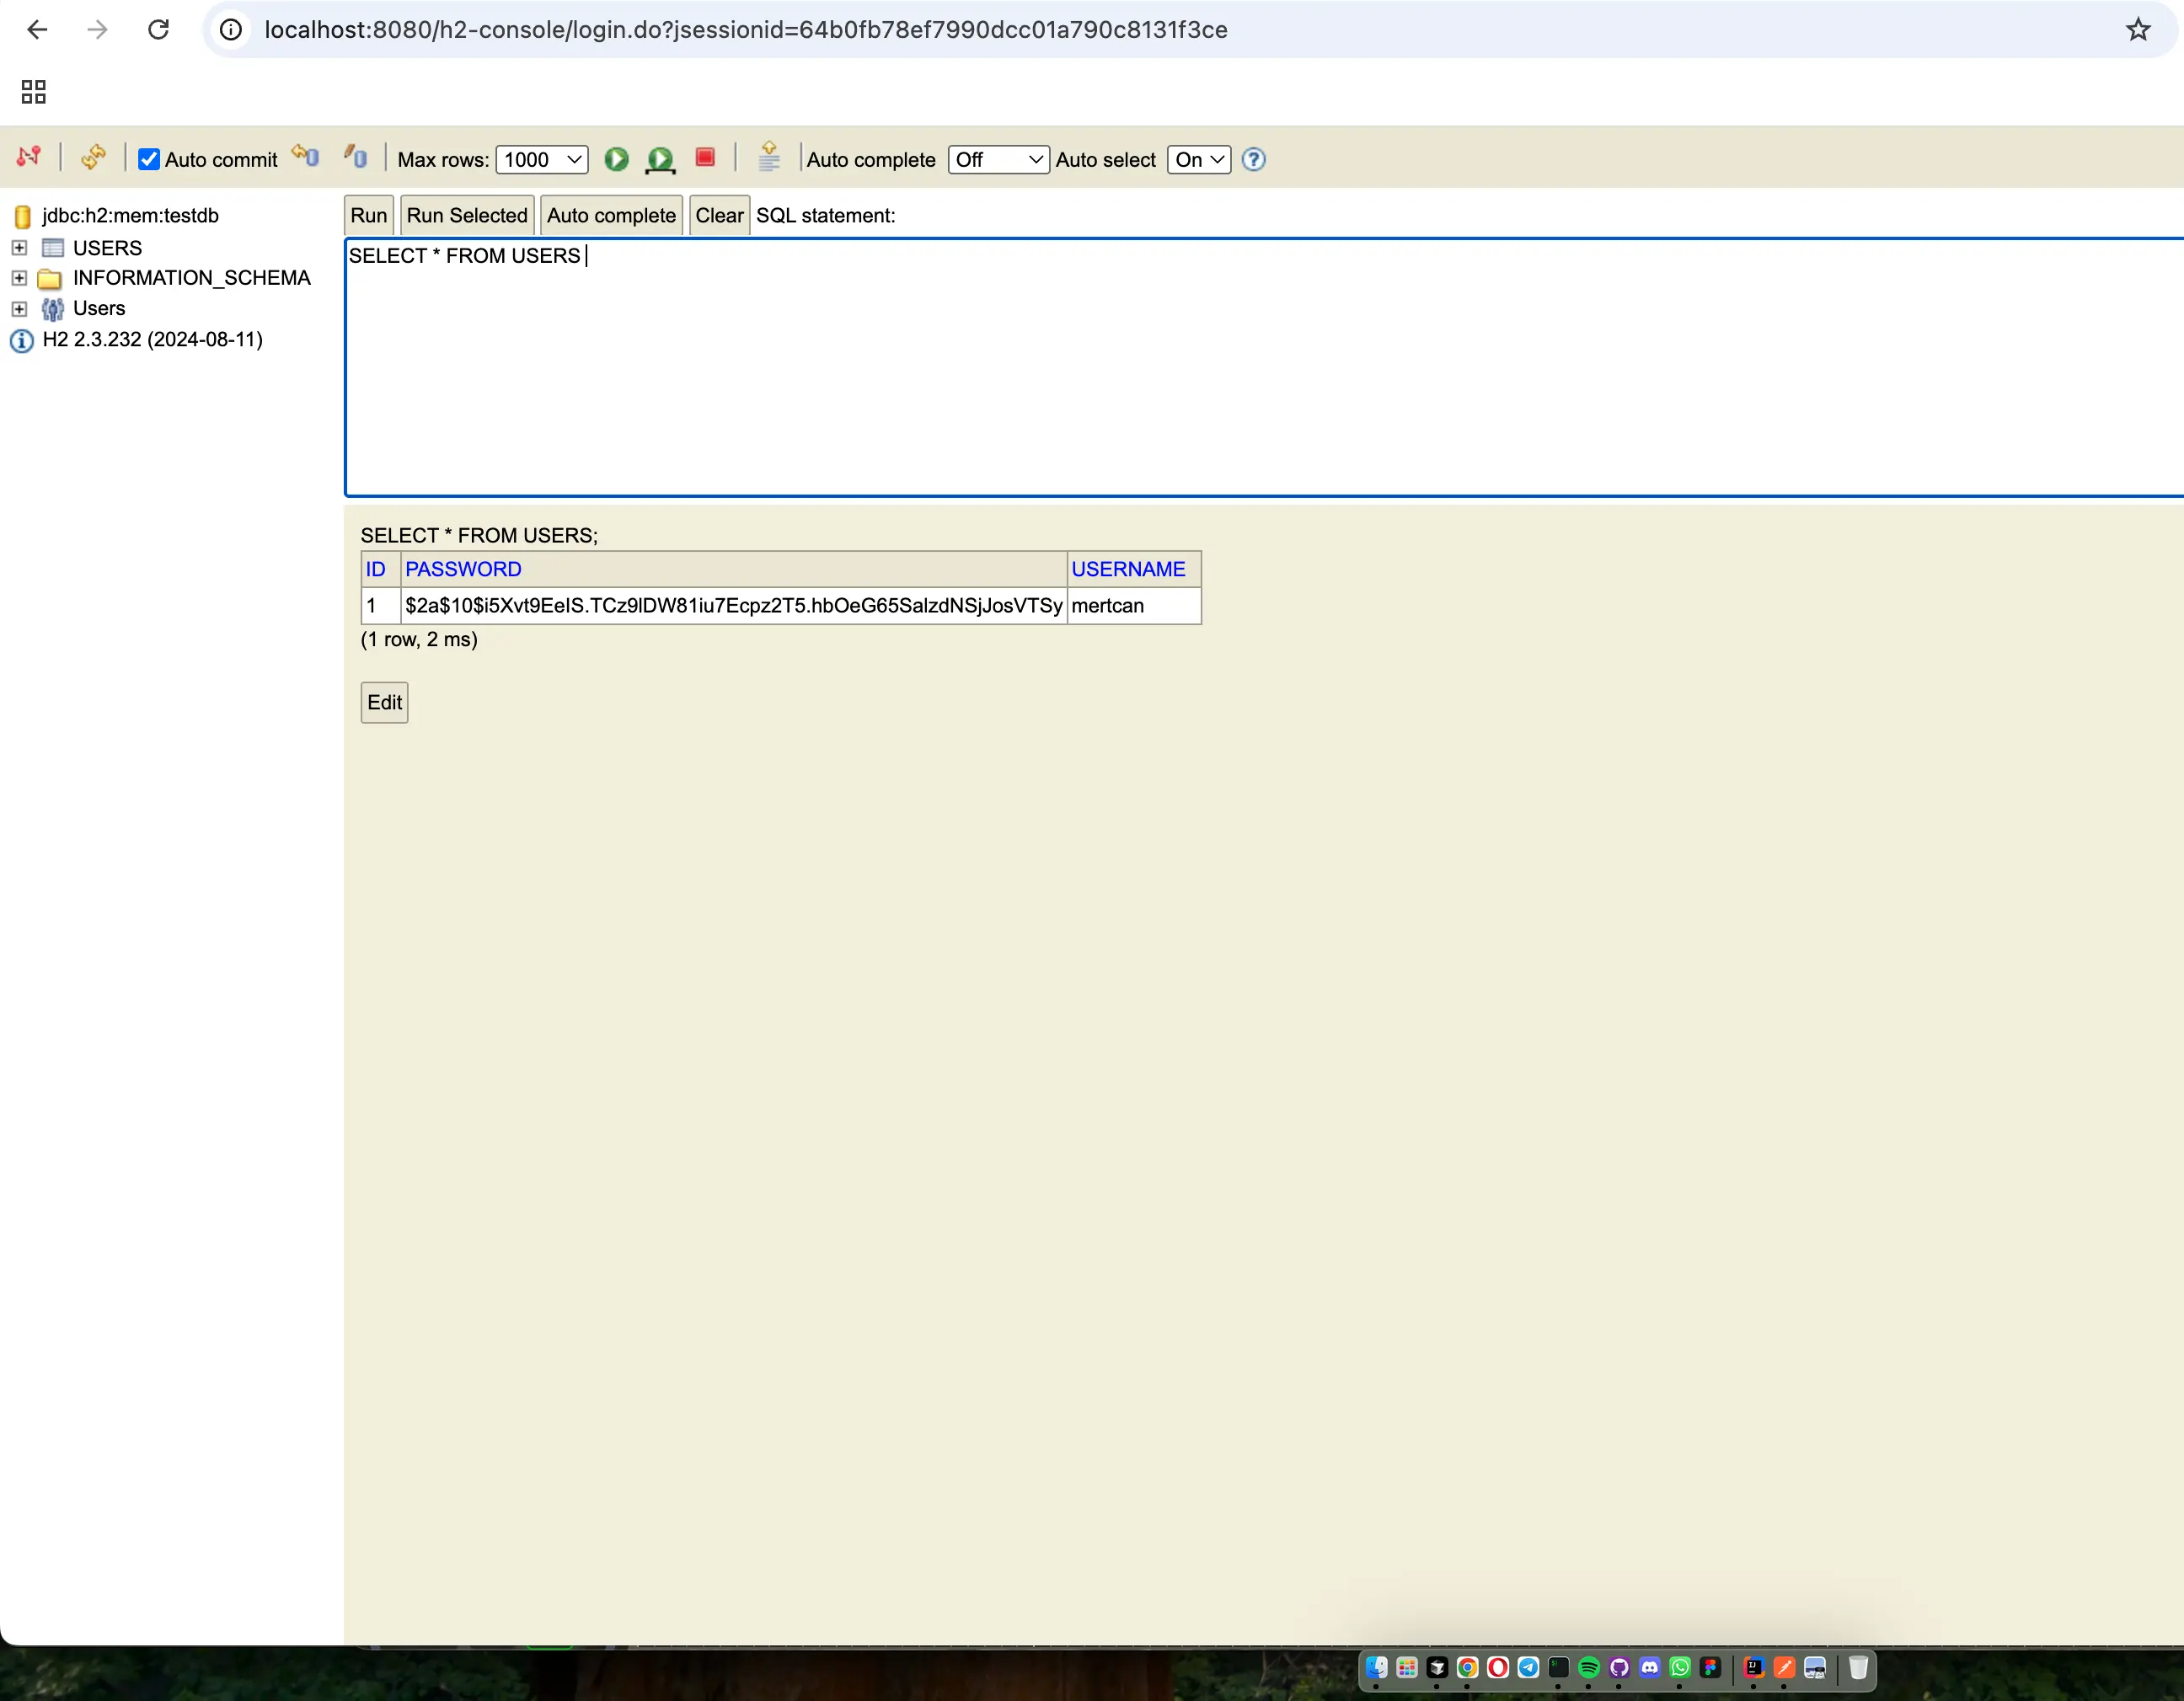 localhost:8080/h2-console/login.do?jsessionid=64b0fb78ef7990dcc01a790c8131f3ce
Auto commit Max rows: 1000 Auto complete Off Auto select On
jdbc:h2:mem:testdb
USERS
INFORMATION_SCHEMA
Users
H2 2.3.232 (2024-08-11)
Run Run Selected Auto complete Clear SQL statement:
SELECT * FROM USERS
SELECT * FROM USERS;
ID PASSWORD USERNAME
1 $2a$10$i5Xvt9EeIS.TCz9lDW81iu7Ecpz2T5.hbOeG65SalzdNSjJosVTSy mertcan
(1 row, 2 ms)
Edit